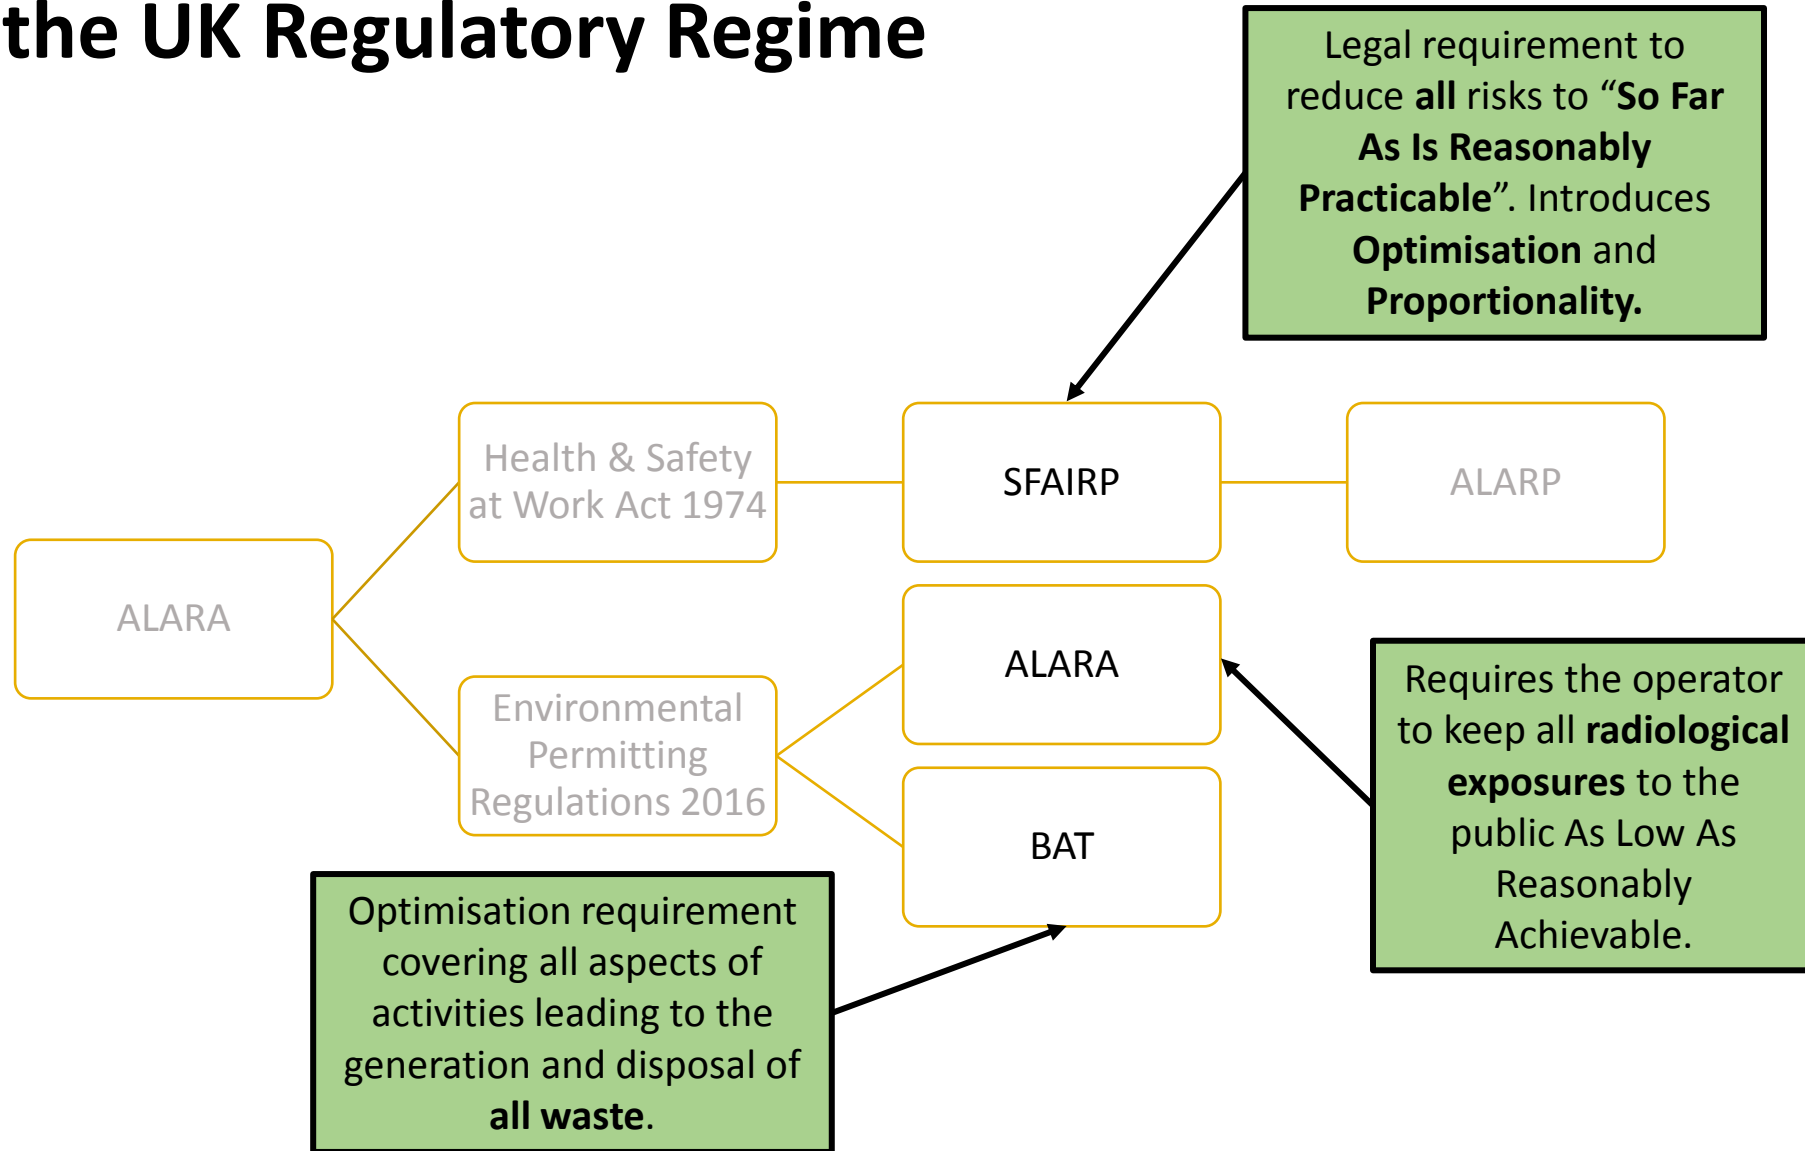 the UK Regulatory Regime
Legal requirement to
reduce all risks to “So Far
As Is Reasonably
Practicable”. Introduces
Optimisation and
Proportionality.
Health & Safety
at Work Act 1974
SFAIRP
ALARP
ALARA
ALARA
Environmental
Permitting
Regulations 2016
BAT
Requires the operator
to keep all radiological
exposures to the
public As Low As
Reasonably
Achievable.
Optimisation requirement
covering all aspects of
activities leading to the
generation and disposal of
all waste.